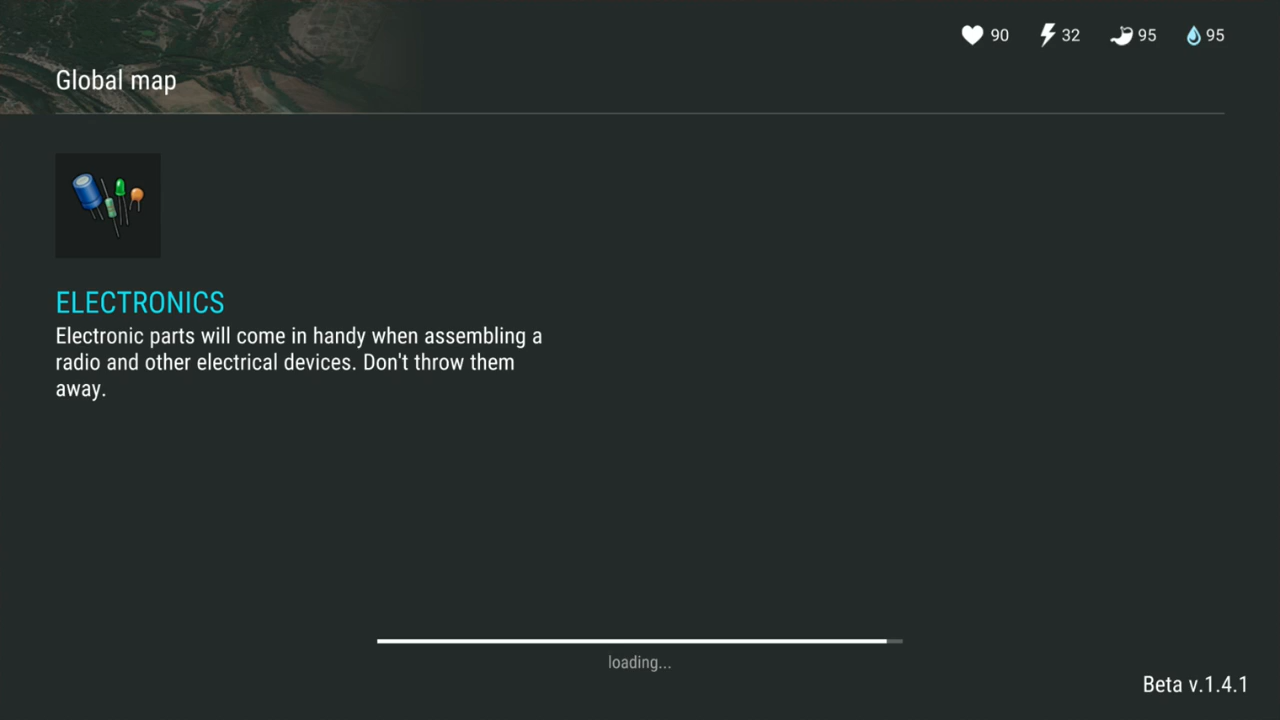 90 32 95 95
Global map
ELECTRONICS
Electronic parts will come in handy when assembling a
radio and other electrical devices. Don't throw them
away.
loading...
Beta v.1.4.1